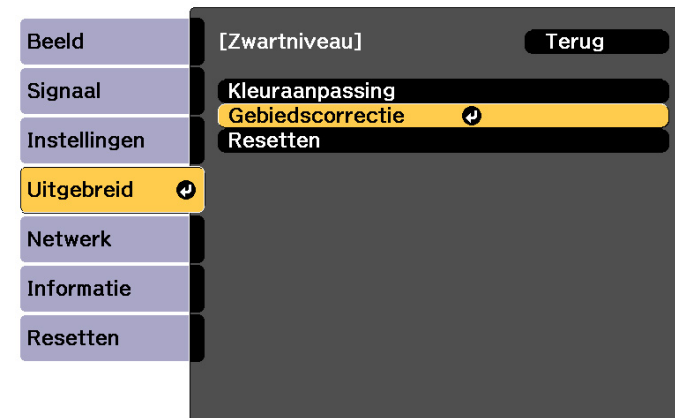 Beeld
Signaal
Instellingen
Uitgebreid
Netwerk
Informatie
Resetten
[Zwartniveau]
Terug
Kleuraanpassing
Gebiedscorrectie
Resetten